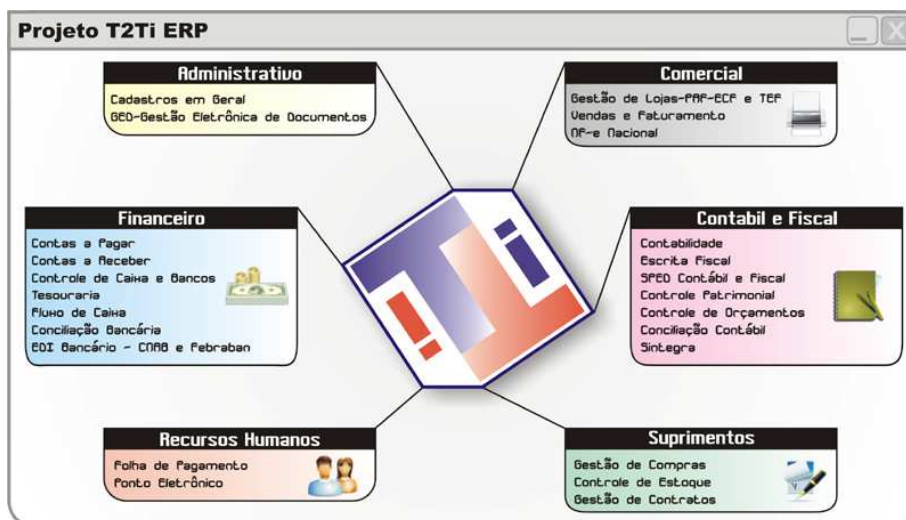 Projeto T2Ti ERP
Administrativo
Cadastros em Geral
GED-Gestão Eletrônica de Documentos
Comercial
Gestão de Lojas-PAF-ECF e TEF
Vendas e Faturamento
NF-e Nacional
Financeiro
Contas a Pagar
Contas a Receber
Controle de Caixa e Bancos
Tesouraria
Fluxo de Caixa
Conciliação Bancária
EDI Bancário - CNAB e Febraban
Contabil e Fiscal
Contabilidade
Escrita Fiscal
SPED Contábil e Fiscal
Controle Patrimonial
Controle de Orçamentos
Conciliação Contábil
Sintegra
Recursos Humanos
Folha de Pagamento
Ponto Eletrônico
Suprimentos
Gestão de Compras
Controle de Estoque
Gestão de Contratos